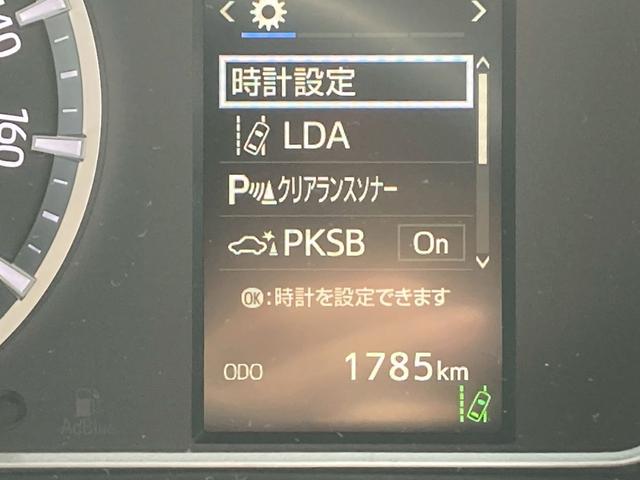 140
160
時計設定
LDA
P クリアランスソナー
PKSB On
OK:時計を設定できます
ODO 1785km
AdBlue